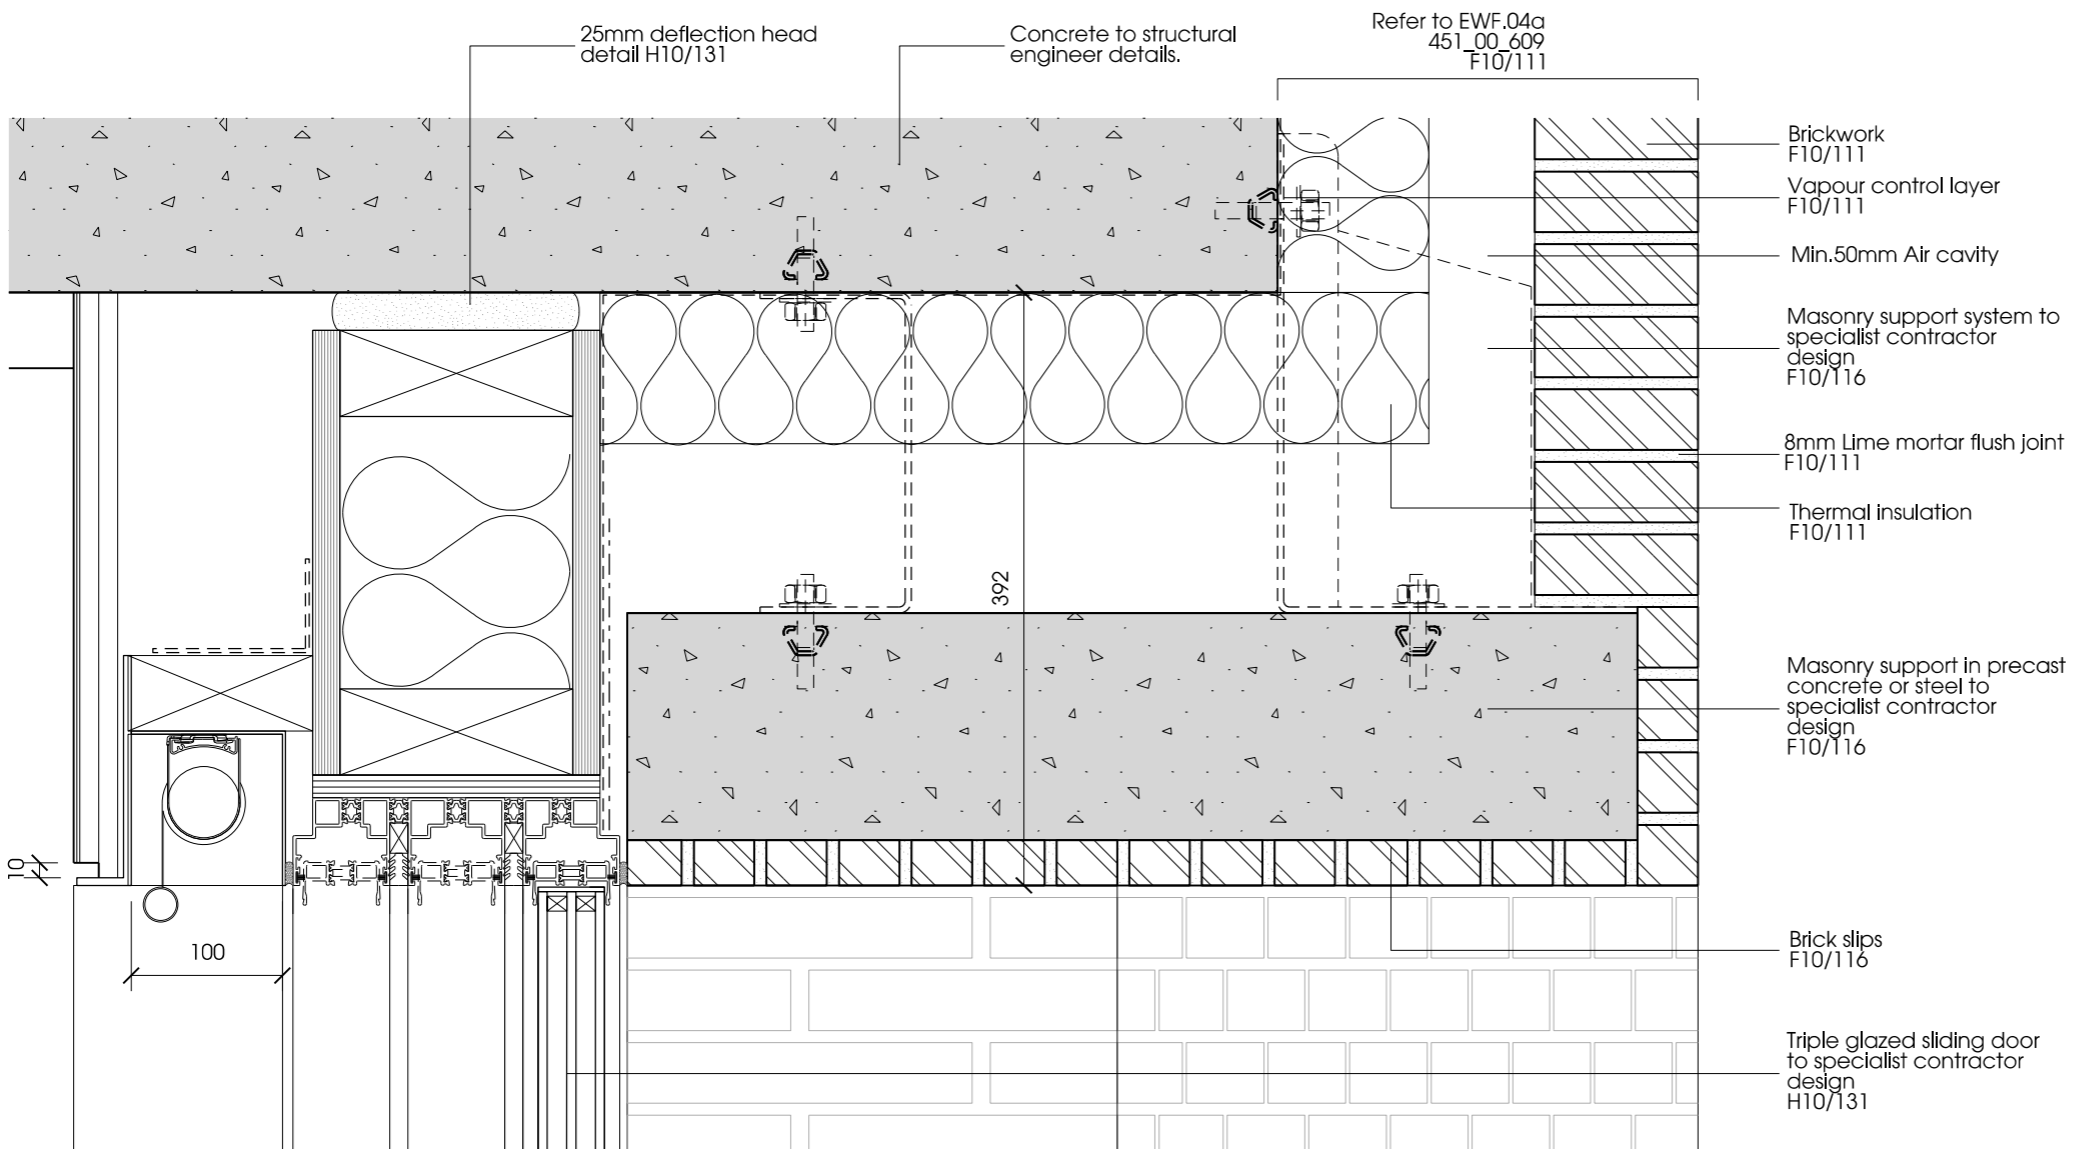 25mm deflection head
detail H10/131
Concrete to structural
engineer details.
Refer to EWF.04a
451_00_609
F10/111
Brickwork
F10/111
Vapour control layer
F10/111
Min.50mm Air cavity
Masonry support system to
specialist contractor
design
F10/116
8mm Lime mortar flush joint
F10/111
Thermal insulation
F10/111
392
Masonry support in precast
concrete or steel to
specialist contractor
design
F10/116
10
100
Brick slips
F10/116
Triple glazed sliding door
to specialist contractor
design
H10/131